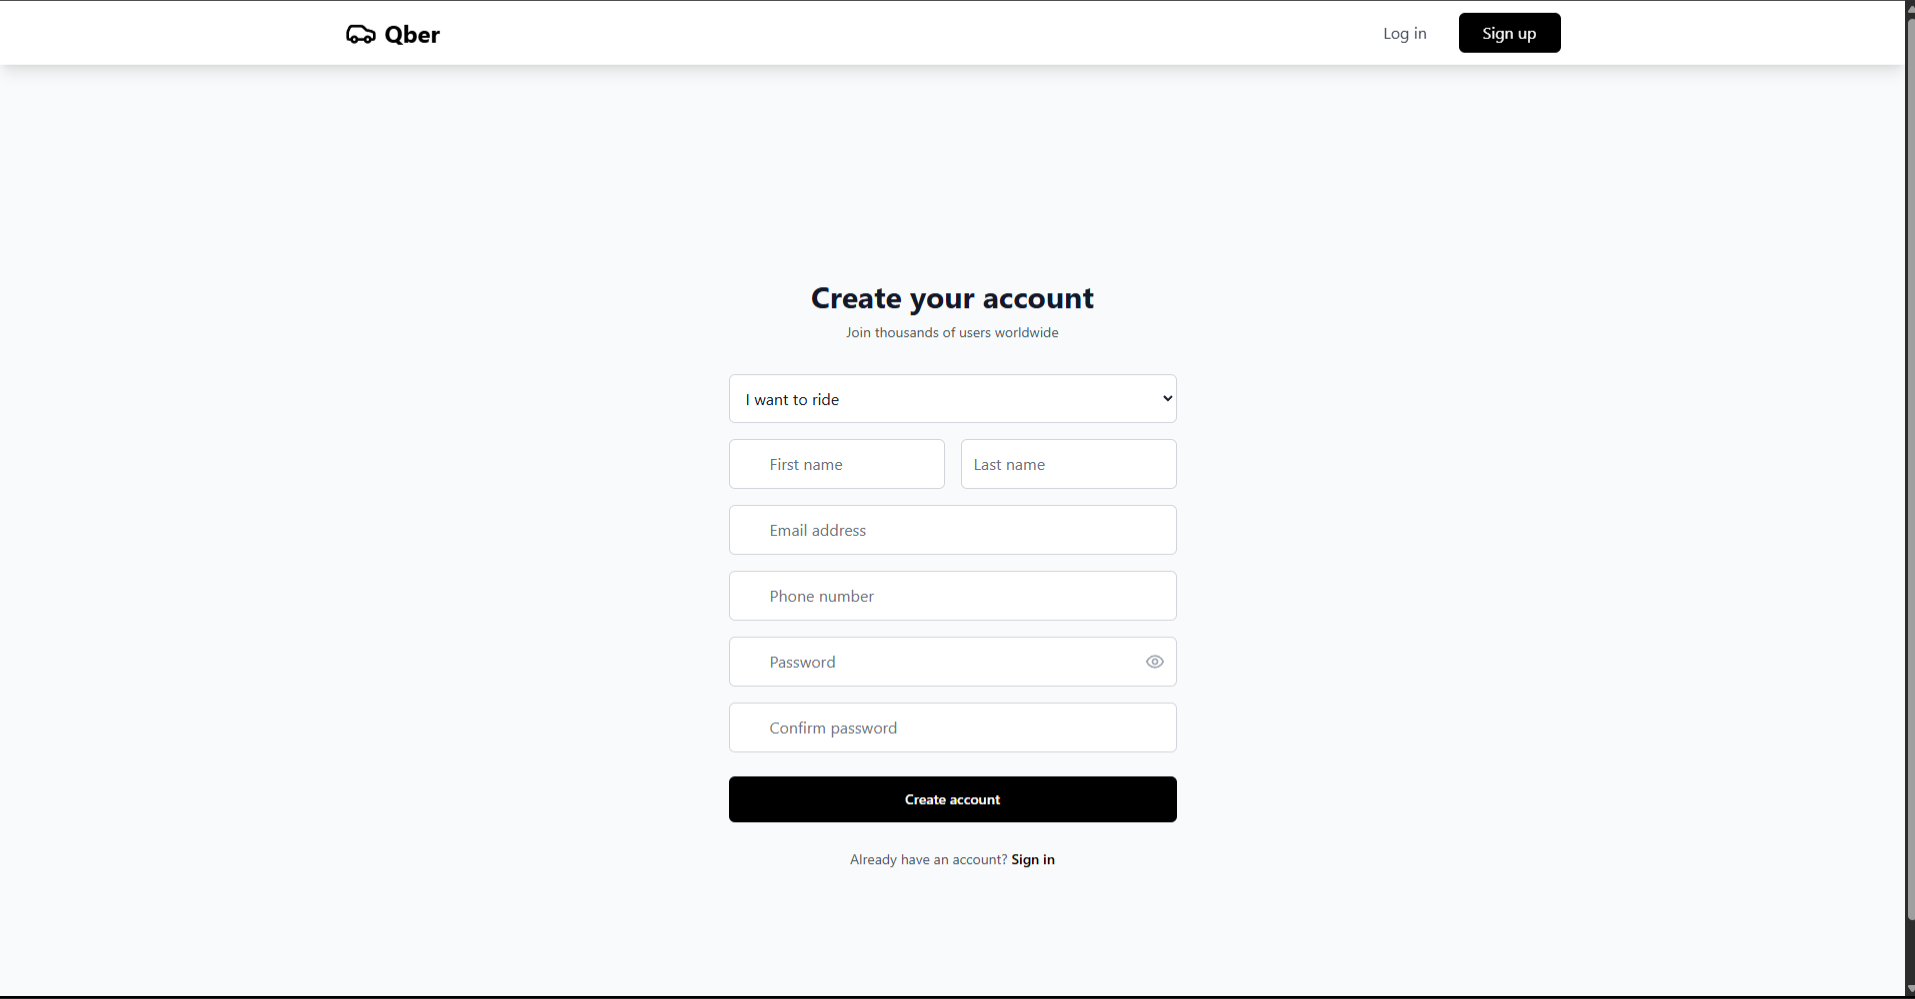 Qber
Log in
Sign up
Create your account
Join thousands of users worldwide
I want to ride
First name
Last name
Email address
Phone number
Password
Confirm password
Create account
Already have an account? Sign in